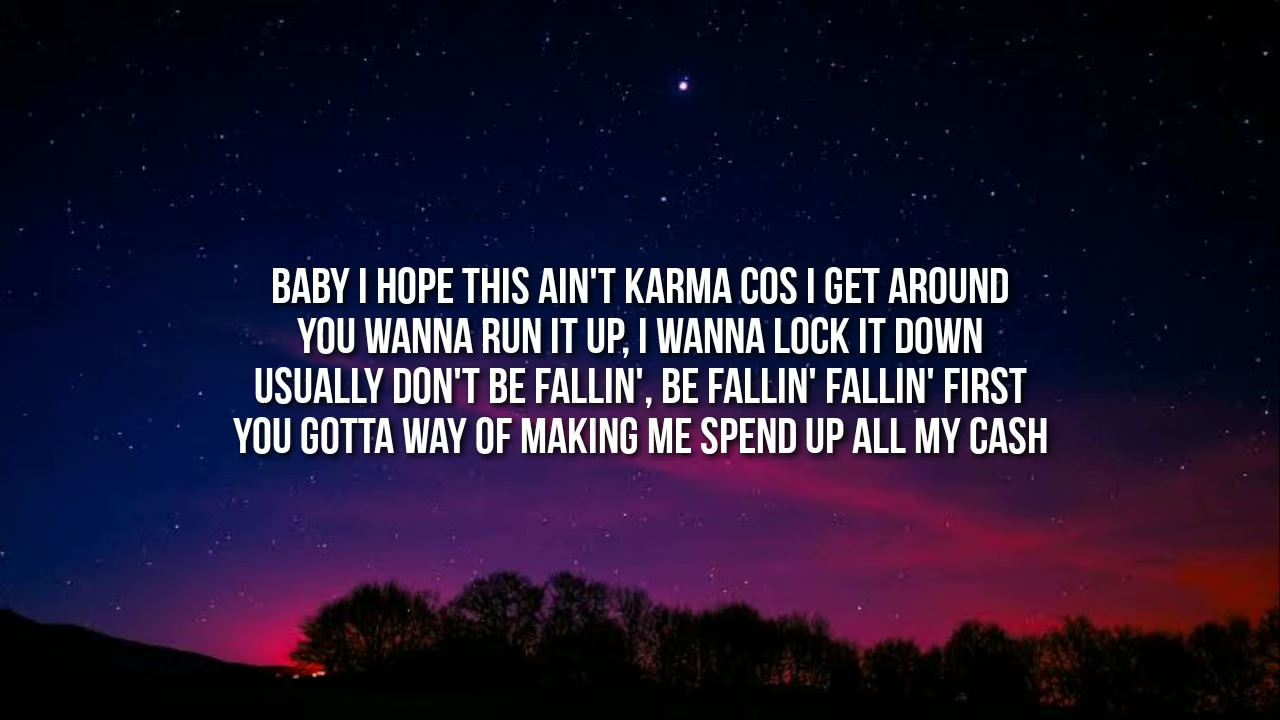 BABY I HOPE THIS AIN'T KARMA COS I GET AROUND
YOU WANNA RUN IT UP, I WANNA LOCK IT DOWN
USUALLY DON'T BE FALLIN', BE FALLIN' FALLIN' FIRST
YOU GOTTA WAY OF MAKING ME SPEND UP ALL MY CASH